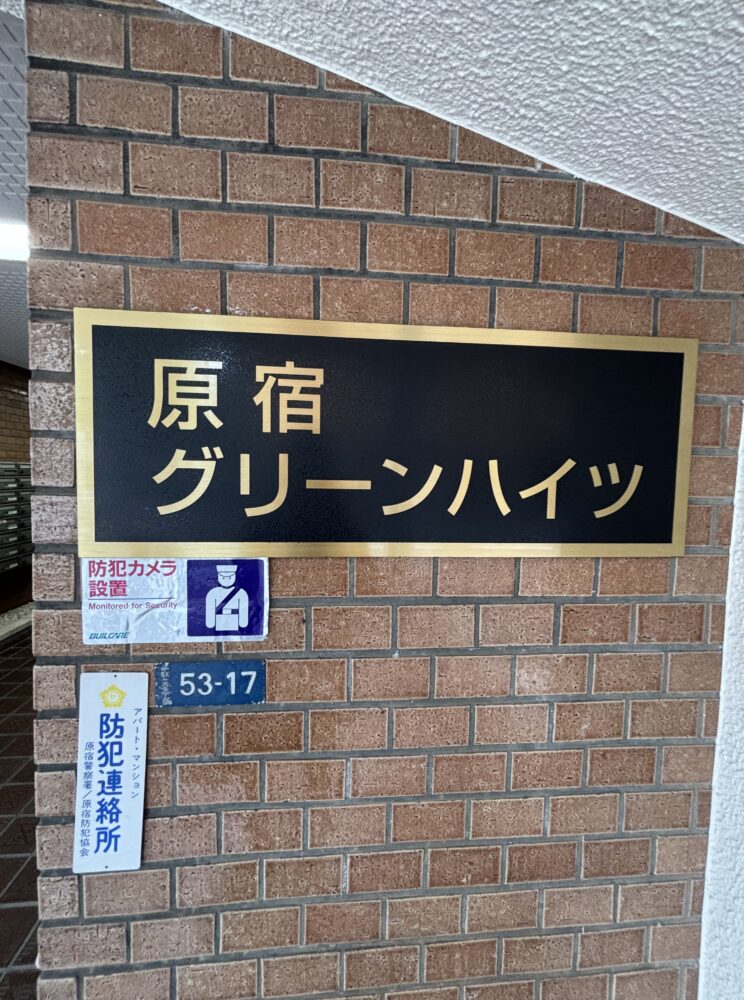 原宿
グリーンハイツ
防犯カメラ
設置
Monitored for Security
BUILCARE
53-17
アパート・マンション
防犯連絡所
原宿警察署／原宿防犯協会